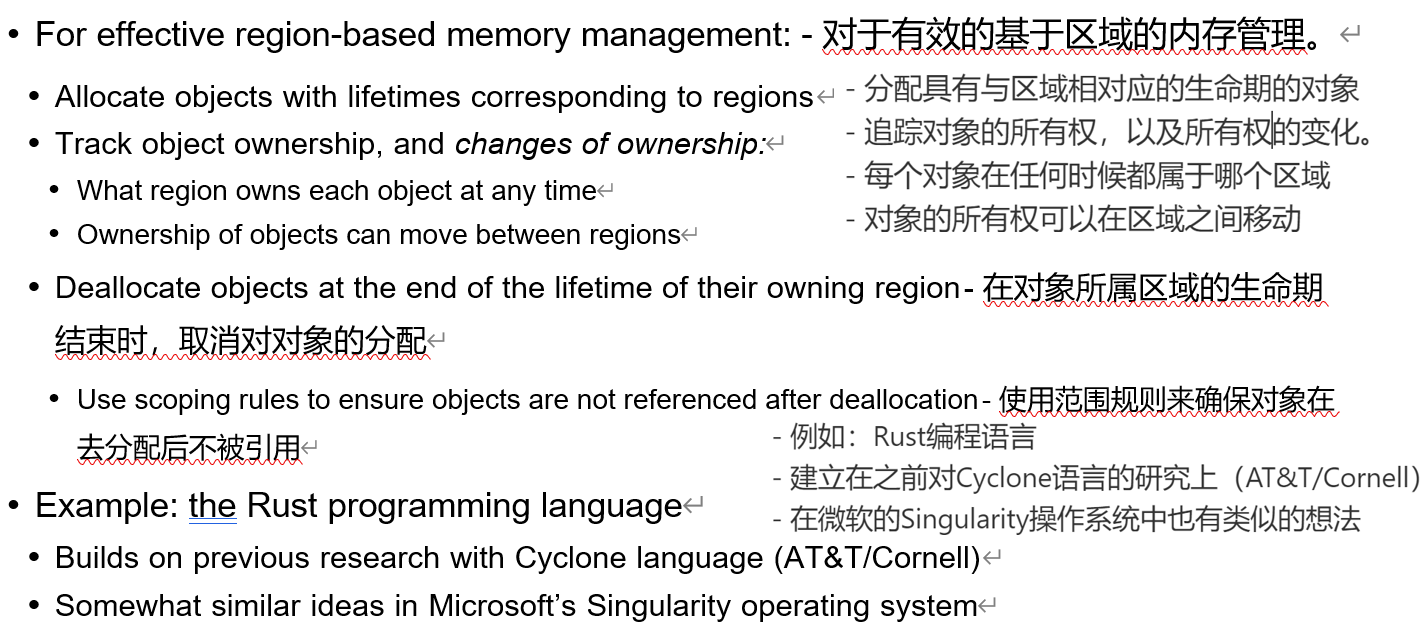 • For effective region-based memory management: - 对于有效的基于区域的内存管理。
• Allocate objects with lifetimes corresponding to regions
- 分配具有与区域相对应的生命期的对象
• Track object ownership, and changes of ownership:
- 追踪对象的所有权，以及所有权的变化。
• What region owns each object at any time
- 每个对象在任何时候都属于哪个区域
• Ownership of objects can move between regions
- 对象的所有权可以在区域之间移动
• Deallocate objects at the end of the lifetime of their owning region- 在对象所属区域的生命期
结束时，取消对对象的分配
• Use scoping rules to ensure objects are not referenced after deallocation- 使用范围规则来确保对象在
去分配后不被引用
- 例如：Rust编程语言
- 建立在之前对Cyclone语言的研究上（AT&T/Cornell）
- 在微软的Singularity操作系统中也有类似的想法
• Example: the Rust programming language
• Builds on previous research with Cyclone language (AT&T/Cornell)
• Somewhat similar ideas in Microsoft’s Singularity operating system